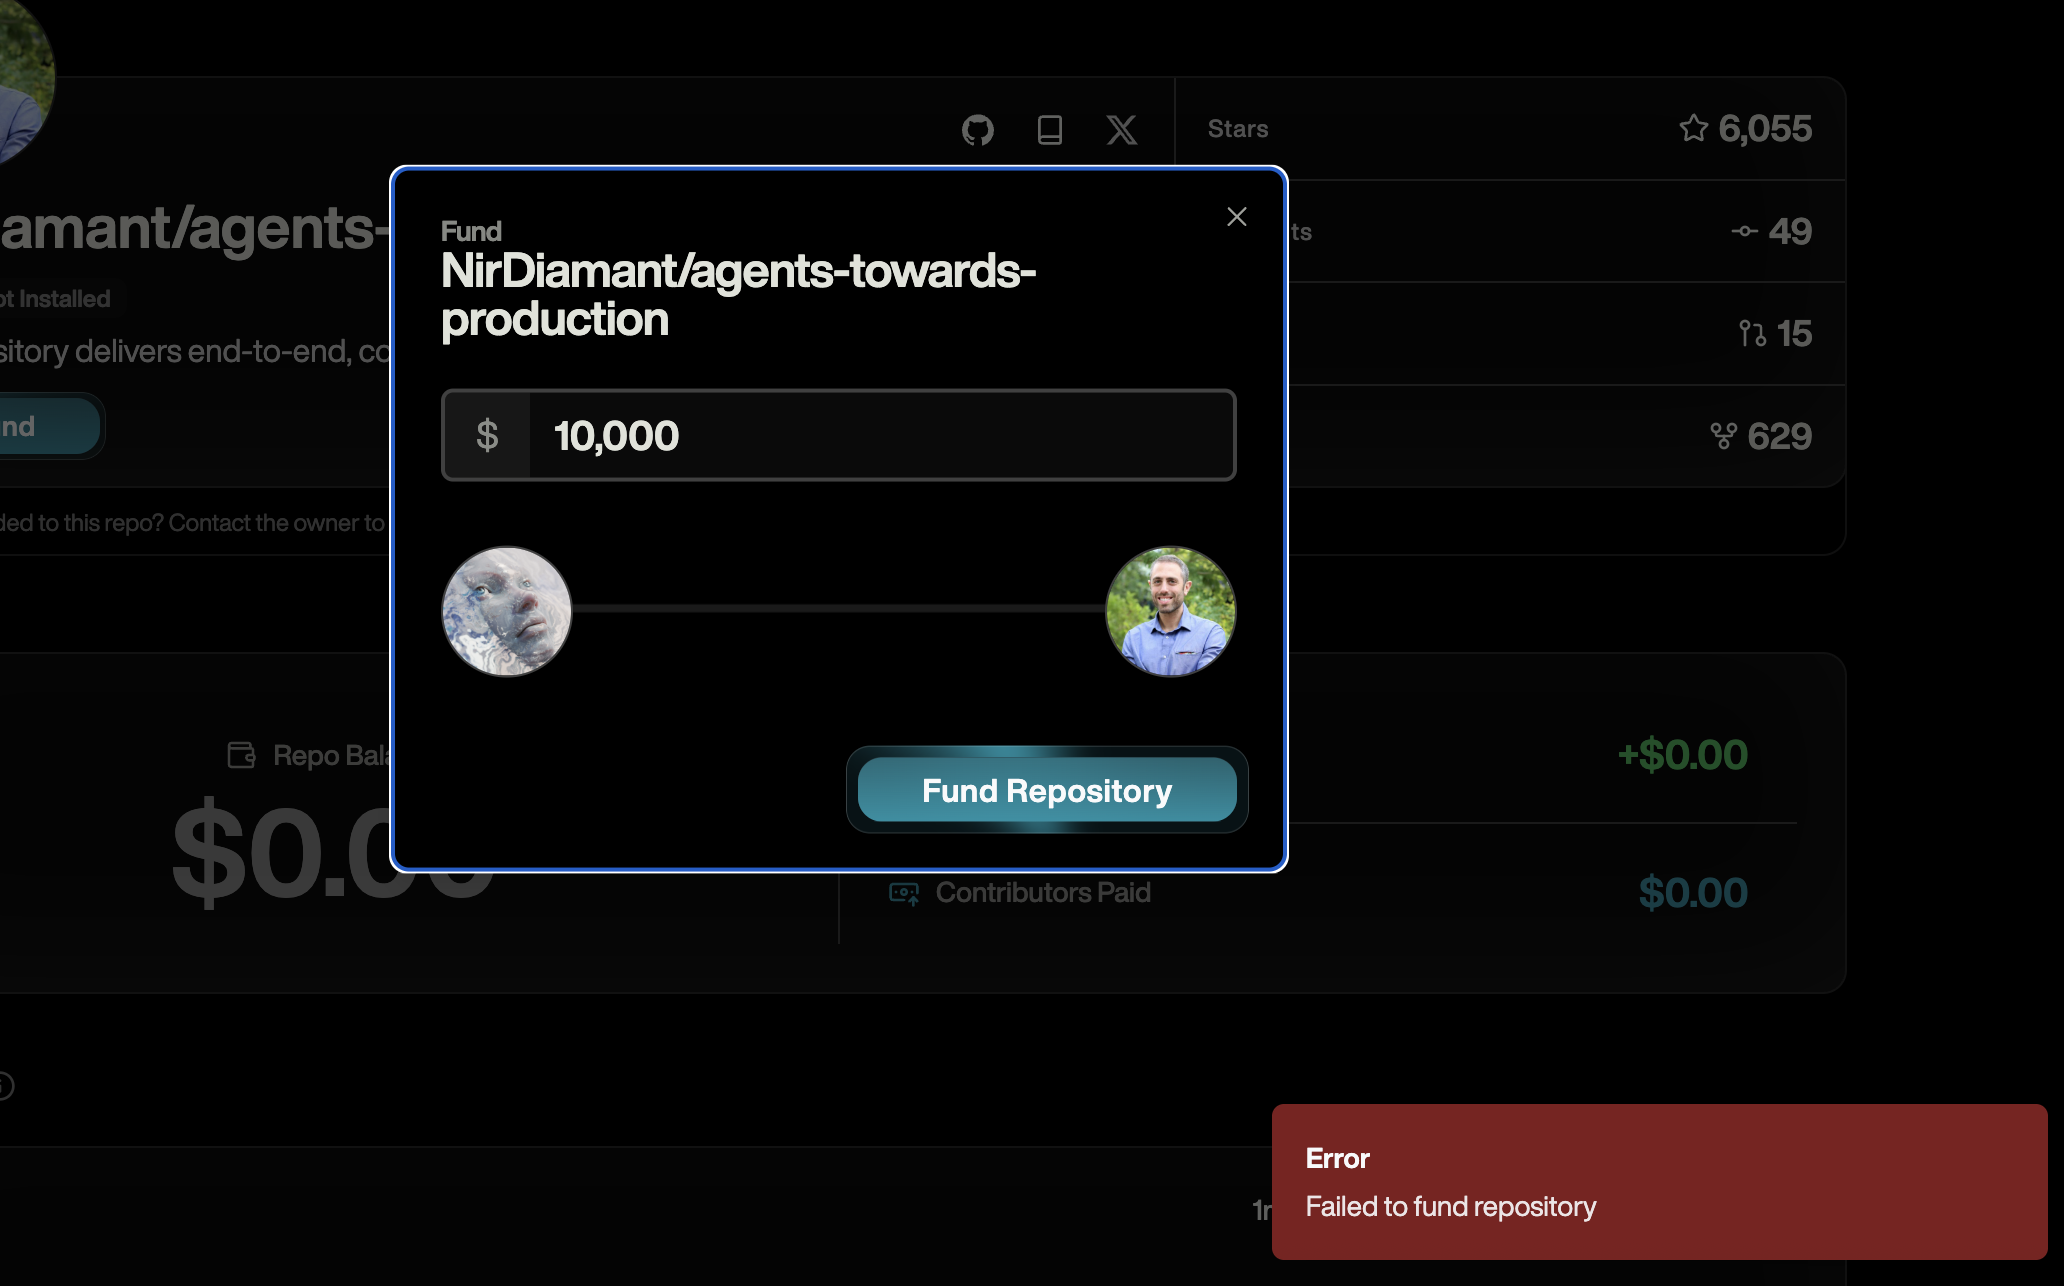 Stars
6,055
amant/agents-
ts
49
ot Installed
sitory delivers end-to-end, co
15
nd
629
ded to this repo? Contact the owner to
Fund
NirDiamant/agents-towards-
production
$
10,000
Fund Repository
Repo Bala
$0.00
+$0.00
Contributors Paid
$0.00
Error
Failed to fund repository